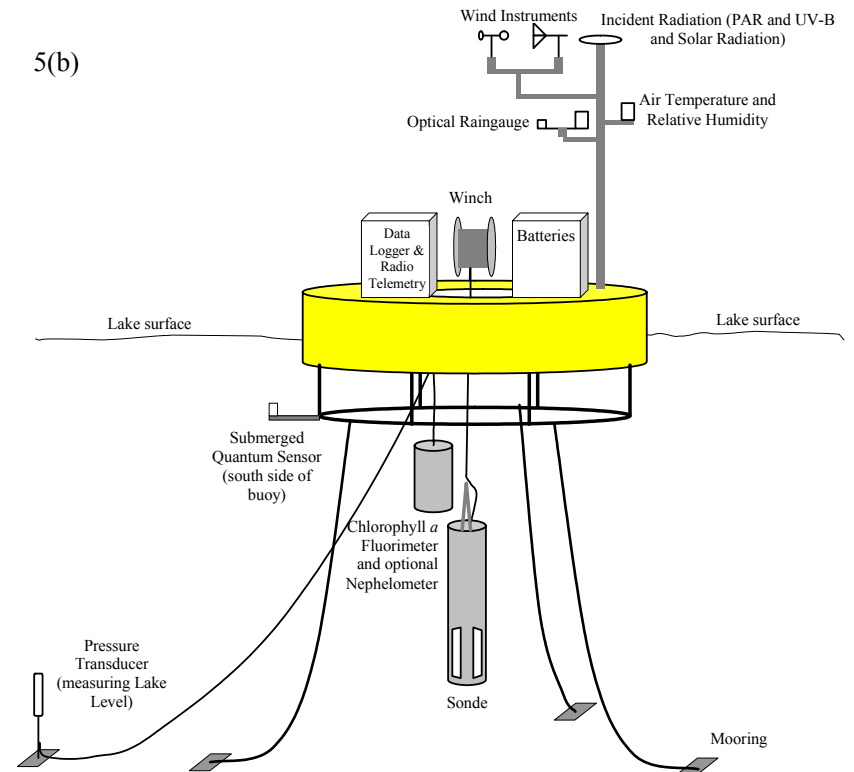 5(b)
Wind Instruments
Incident Radiation (PAR and UV-B
and Solar Radiation)
Air Temperature and
Relative Humidity
Optical Raingauge
Winch
Data
Logger &
Radio
Telemetry
Batteries
Lake surface
Lake surface
Submerged
Quantum Sensor
(south side of
buoy)
Chlorophyll a
Fluorimeter
and optional
Nephelometer
Pressure
Transducer
(measuring Lake
Level)
Sonde
Mooring